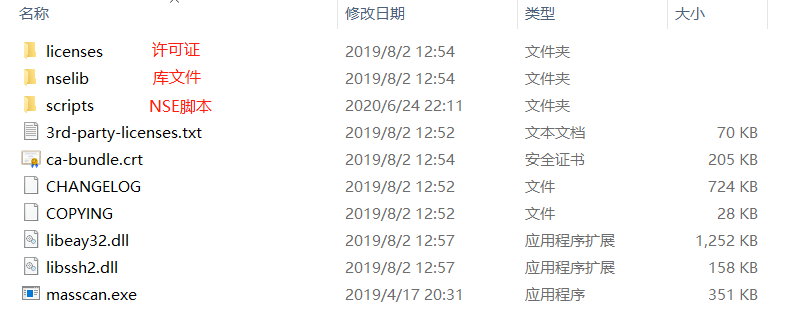 名称 修改日期 类型 大小
licenses 许可证 2019/8/2 12:54 文件夹
nselib 库文件 2019/8/2 12:54 文件夹
scripts NSE脚本 2020/6/24 22:11 文件夹
3rd-party-licenses.txt 2019/8/2 12:52 文本文档 70 KB
ca-bundle.crt 2019/8/2 12:54 安全证书 205 KB
CHANGELOG 2019/8/2 12:52 文件 724 KB
COPYING 2019/8/2 12:52 文件 28 KB
libeay32.dll 2019/8/2 12:57 应用程序扩展 1,252 KB
libssh2.dll 2019/8/2 12:57 应用程序扩展 158 KB
masscan.exe 2019/4/17 20:31 应用程序 351 KB